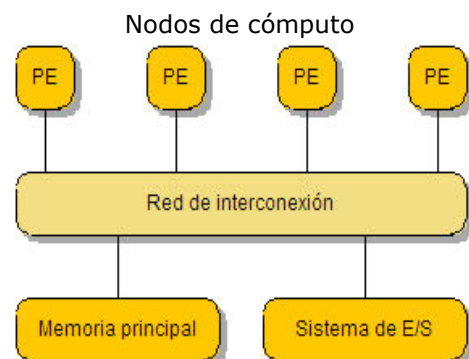 Nodos de cómputo
PE PE PE PE
Red de interconexión
Memoria principal Sistema de E/S